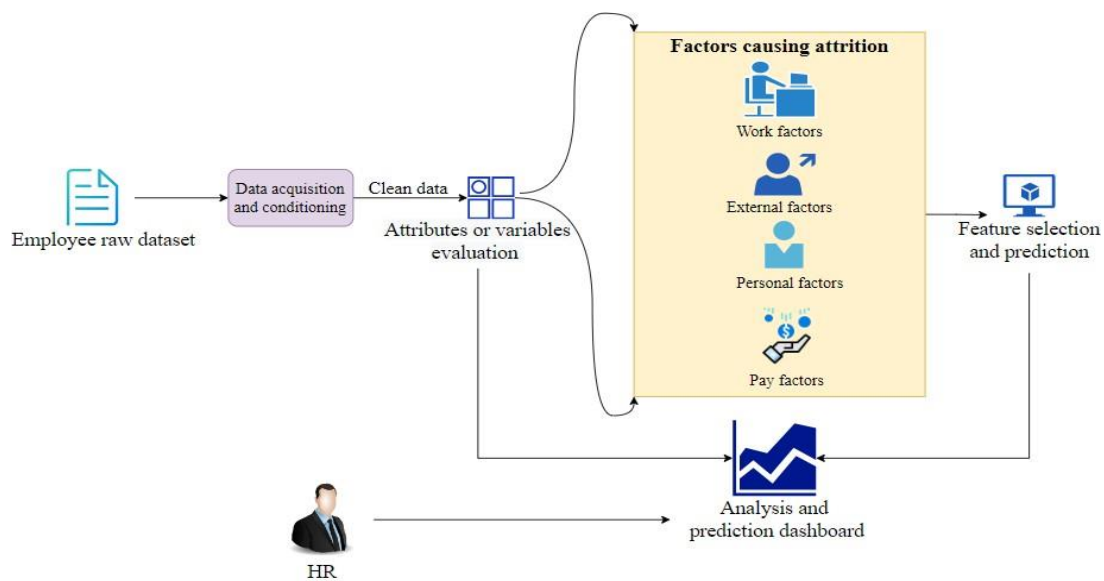 Factors causing attrition
Work factors
External factors
Personal factors
Pay factors
Employee raw dataset
Data acquisition
and conditioning
Clean data
Attributes or variables
evaluation
Feature selection
and prediction
Analysis and
prediction dashboard
HR
$